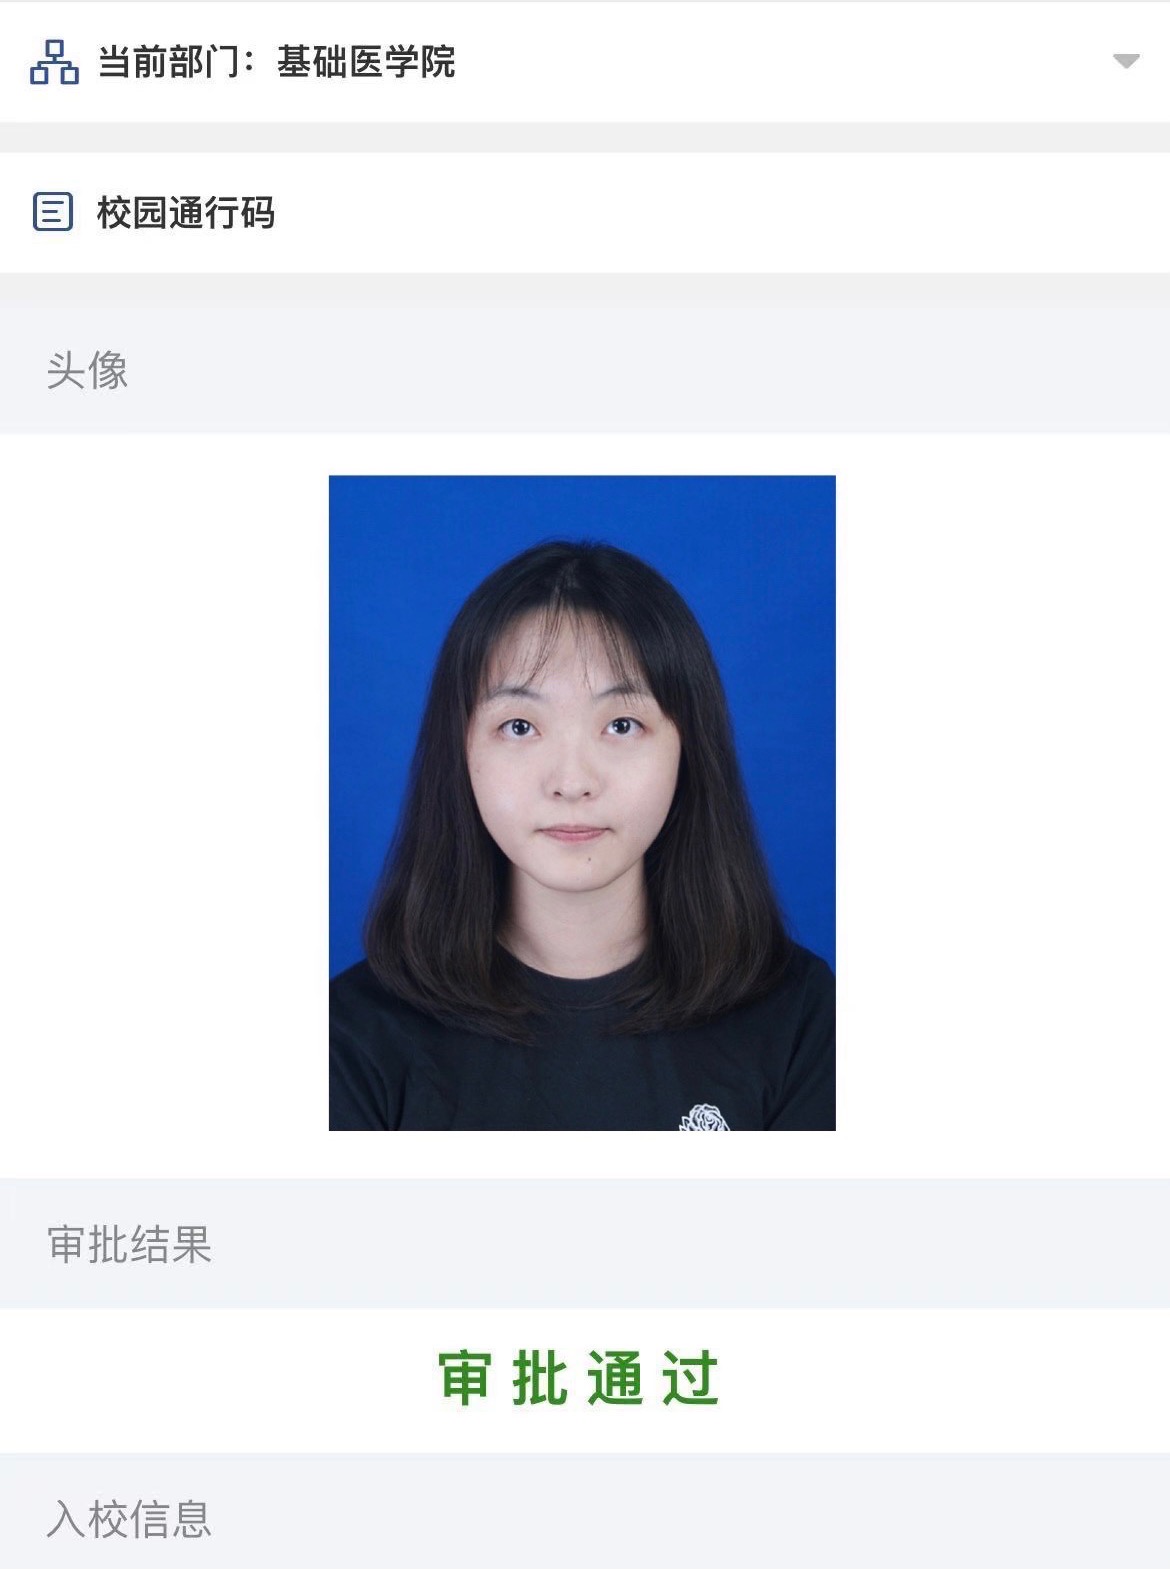 当前部门：基础医学院
校园通行码
头像
审批结果
审批通过
入校信息